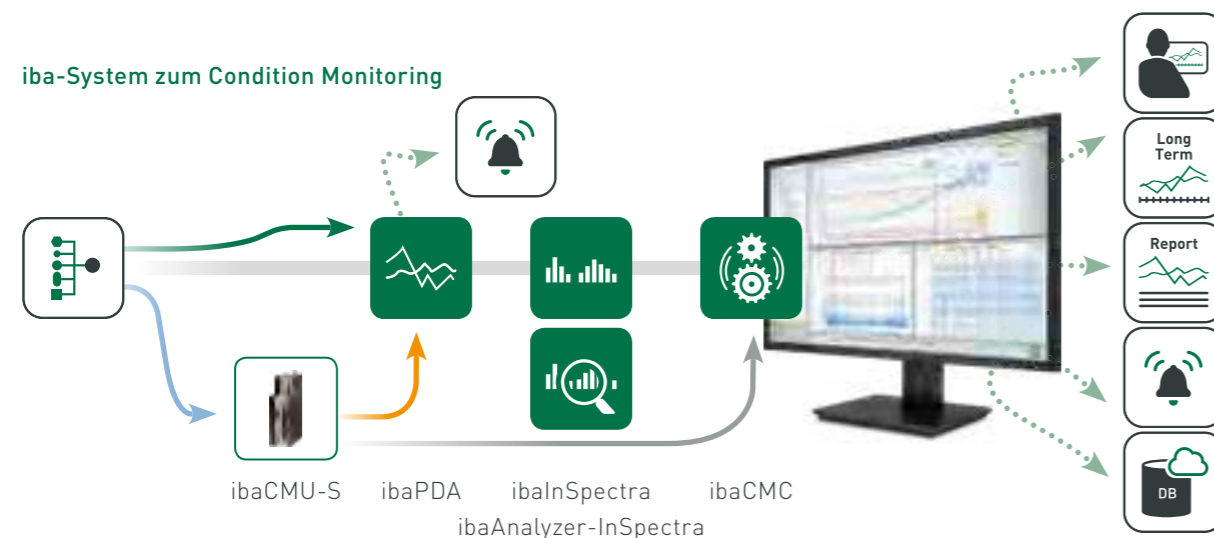 iba-System zum Condition Monitoring
Long
Term
Report
DB
ibaCMU-S
ibaPDA
ibaInSpectra
ibaCMC
ibaAnalyzer-InSpectra